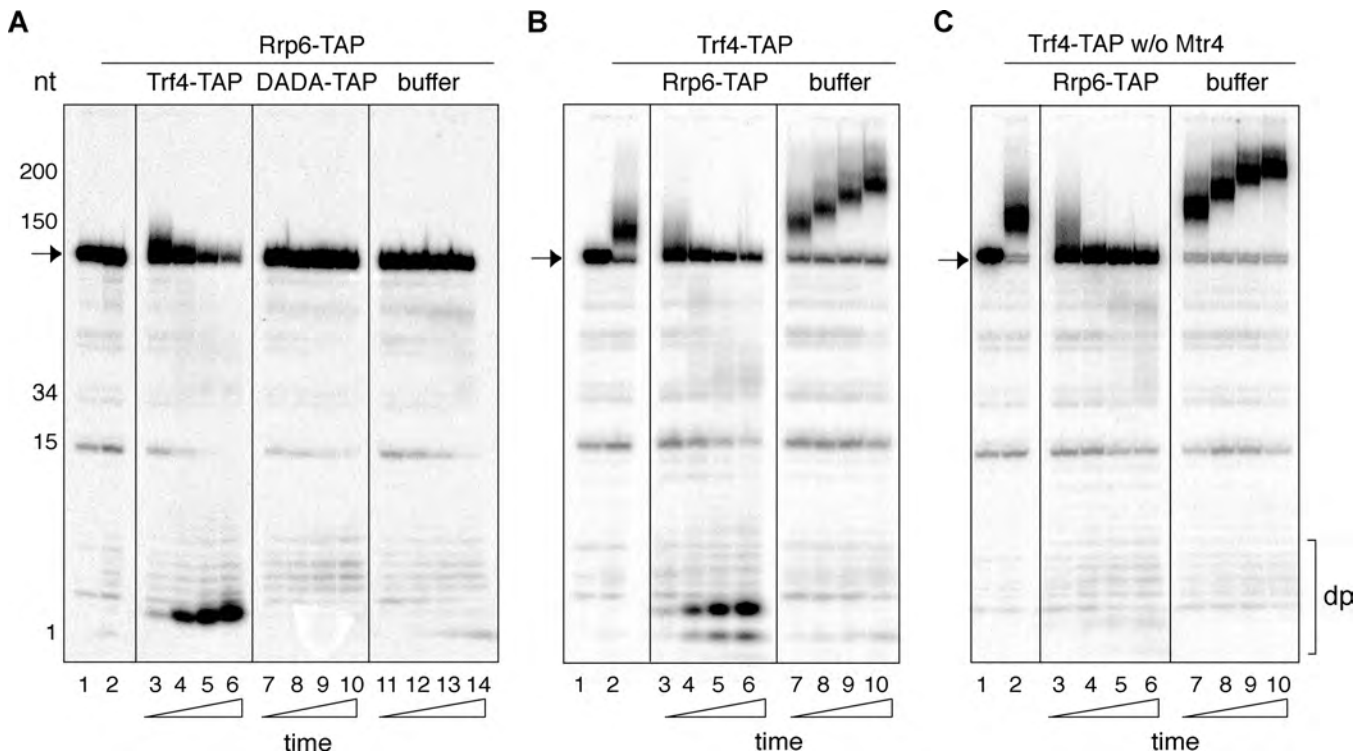 A
Rrp6-TAP
nt
Trf4-TAP DADA-TAP buffer
200
150
34
15
1
1 2 3 4 5 6 7 8 9 10 11 12 13 14
time
B
Trf4-TAP
Rrp6-TAP buffer
1 2 3 4 5 6 7 8 9 10
time
C
Trf4-TAP w/o Mtr4
Rrp6-TAP buffer
dp
1 2 3 4 5 6 7 8 9 10
time